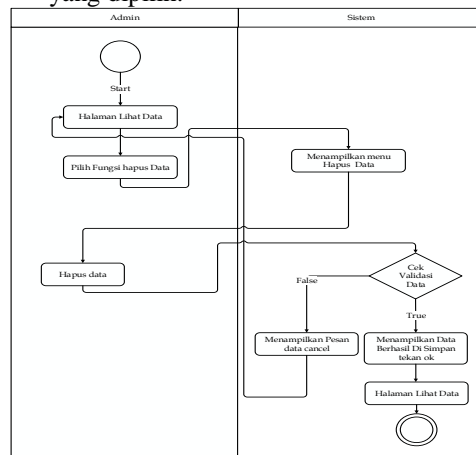 yang dipilih.
Admin
Sistem
Start
Halaman Lihat Data
Pilih Fungsi hapus Data
Menampilkan menu
Hapus Data
Hapus data
Cek
Validasi
Data
False
True
Menampilkan Pesan
data cancel
Menampilkan Data
Berhasil Di Simpan
tekan ok
Halaman Lihat Data